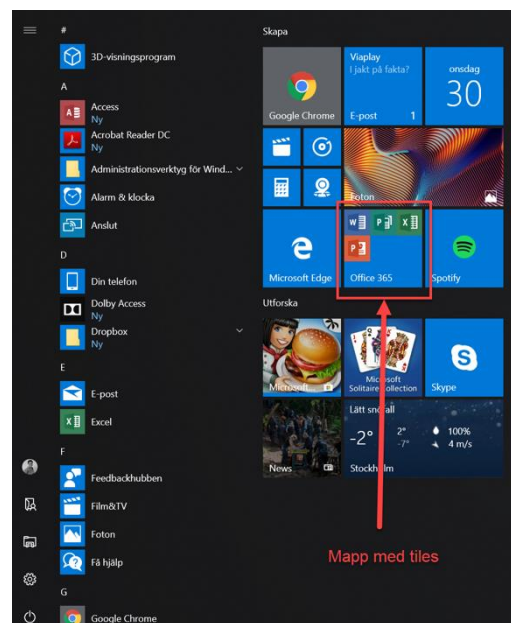 #
3D-visningsprogram
A
Access
Ny
Acrobat Reader DC
Ny
Administrationsverktyg för Wind...
Alarm & klocka
Anslut
D
Din telefon
Dolby Access
Ny
Dropbox
Ny
E
E-post
Excel
F
Feedbackhubben
Film&TV
Foton
Få hjälp
G
Google Chrome
Skapa
Google Chrome
Viaplay
I jakt på fakta?
E-post 1
onsdag
30
Foton
Microsoft Edge
Office 365
Spotify
Utforska
Microsoft
Microsoft
Solitaire Collection
Skype
News
Lätt snöfall
-2°
2°
-7°
100%
4 m/s
Stockholm
Mapp med tiles